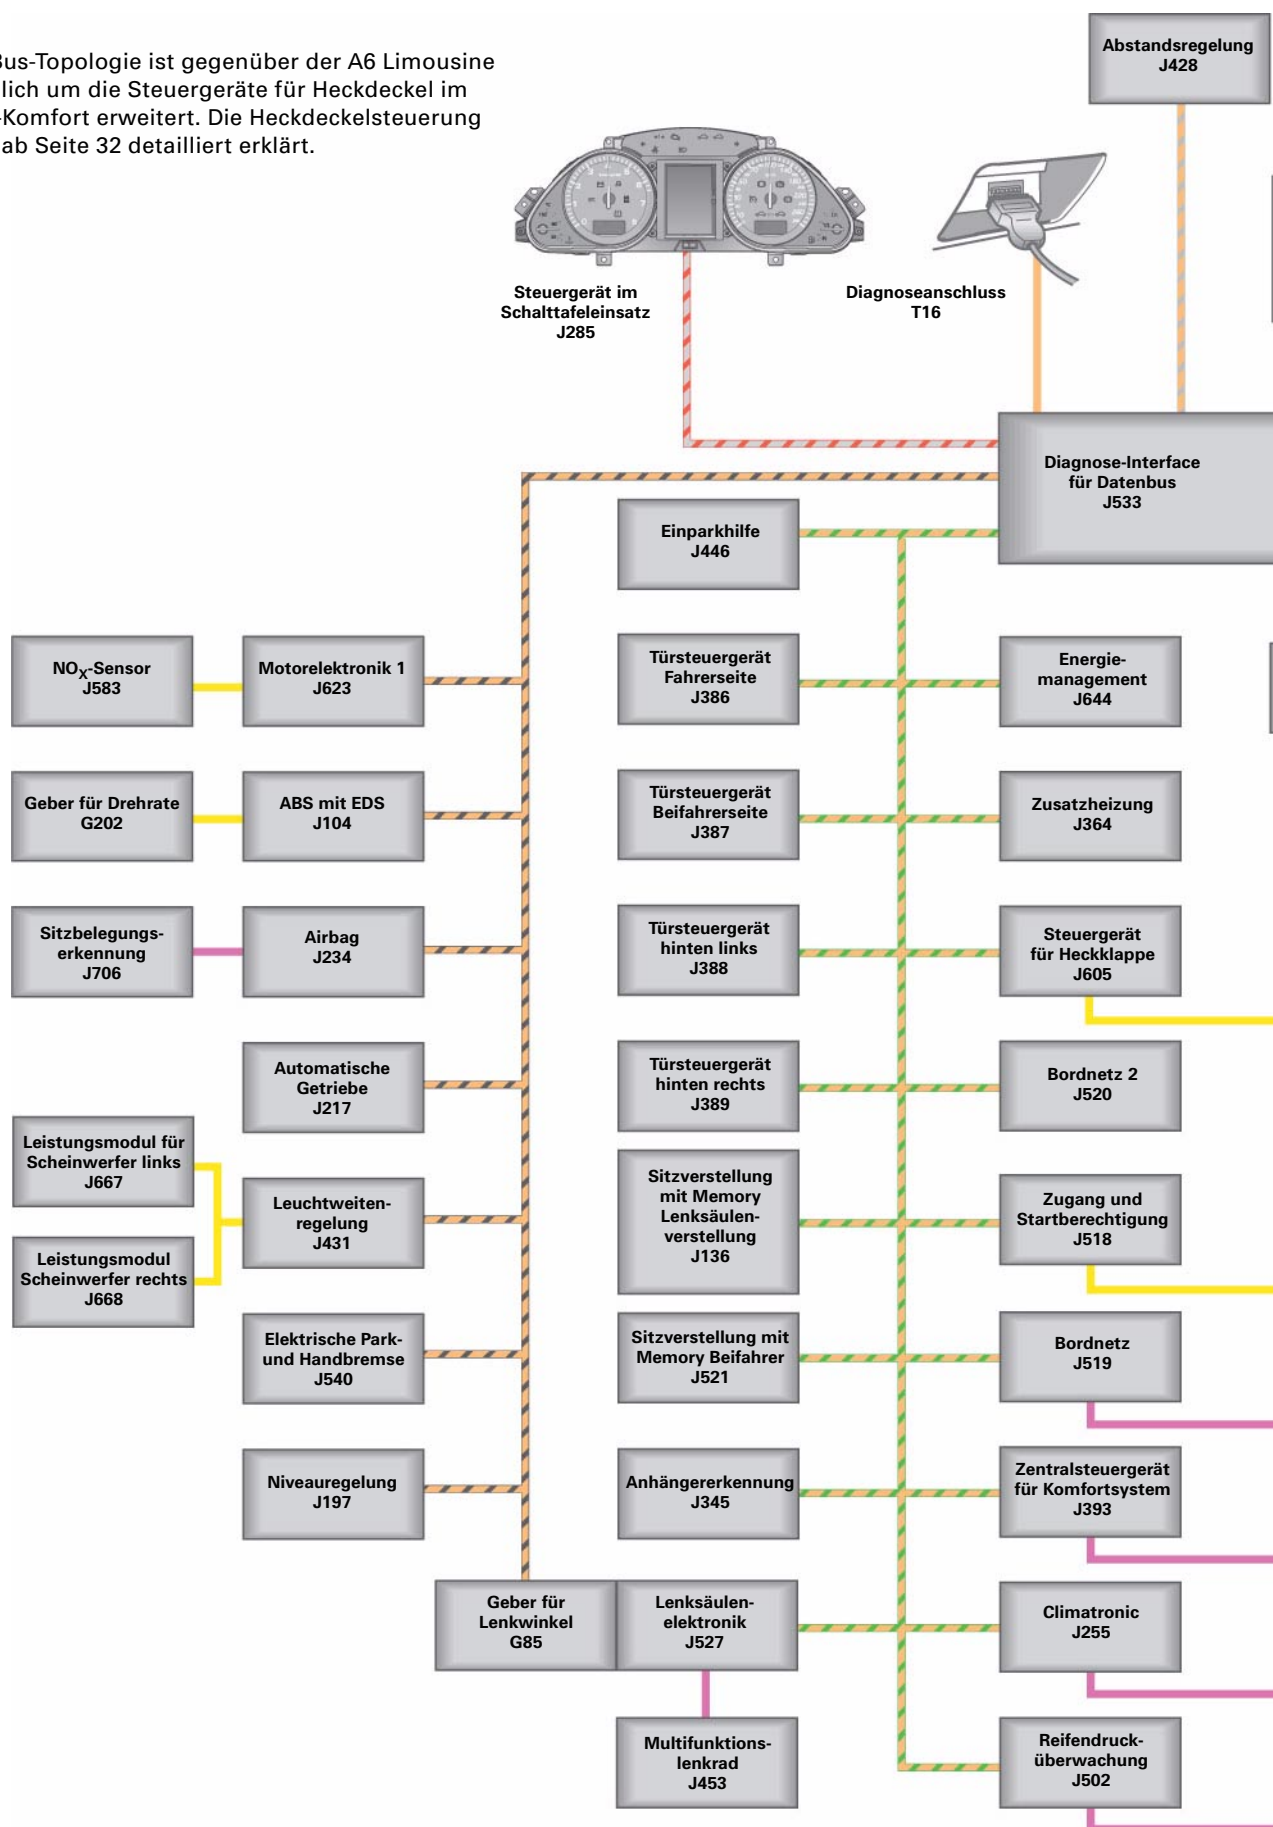 Bus-Topologie ist gegenüber der A6 Limousine
lich um die Steuergeräte für Heckdeckel im
-Komfort erweitert. Die Heckdeckelsteuerung
ab Seite 32 detailliert erklärt.
Abstandsregelung
J428
Steuergerät im
Schalttafeleinsatz
J285
Diagnoseanschluss
T16
Diagnose-Interface
für Datenbus
J533
Einparkhilfe
J446
NOX-Sensor
J583
Motorelektronik 1
J623
Türsteuergerät
Fahrerseite
J386
Energie-
management
J644
Geber für Drehrate
G202
ABS mit EDS
J104
Türsteuergerät
Beifahrerseite
J387
Zusatzheizung
J364
Sitzbelegungs-
erkennung
J706
Airbag
J234
Türsteuergerät
hinten links
J388
Steuergerät
für Heckklappe
J605
Automatische
Getriebe
J217
Türsteuergerät
hinten rechts
J389
Bordnetz 2
J520
Leistungsmodul für
Scheinwerfer links
J667
Leistungsmodul
Scheinwerfer rechts
J668
Leuchtweiten-
regelung
J431
Sitzverstellung
mit Memory
Lenksäulen-
verstellung
J136
Zugang und
Startberechtigung
J518
Elektrische Park-
und Handbremse
J540
Sitzverstellung mit
Memory Beifahrer
J521
Bordnetz
J519
Niveauregelung
J197
Anhängererkennung
J345
Zentralsteuergerät
für Komfortsystem
J393
Geber für
Lenkwinkel
G85
Lenksäulen-
elektronik
J527
Climatronic
J255
Multifunktions-
lenkrad
J453
Reifendruck-
überwachung
J502